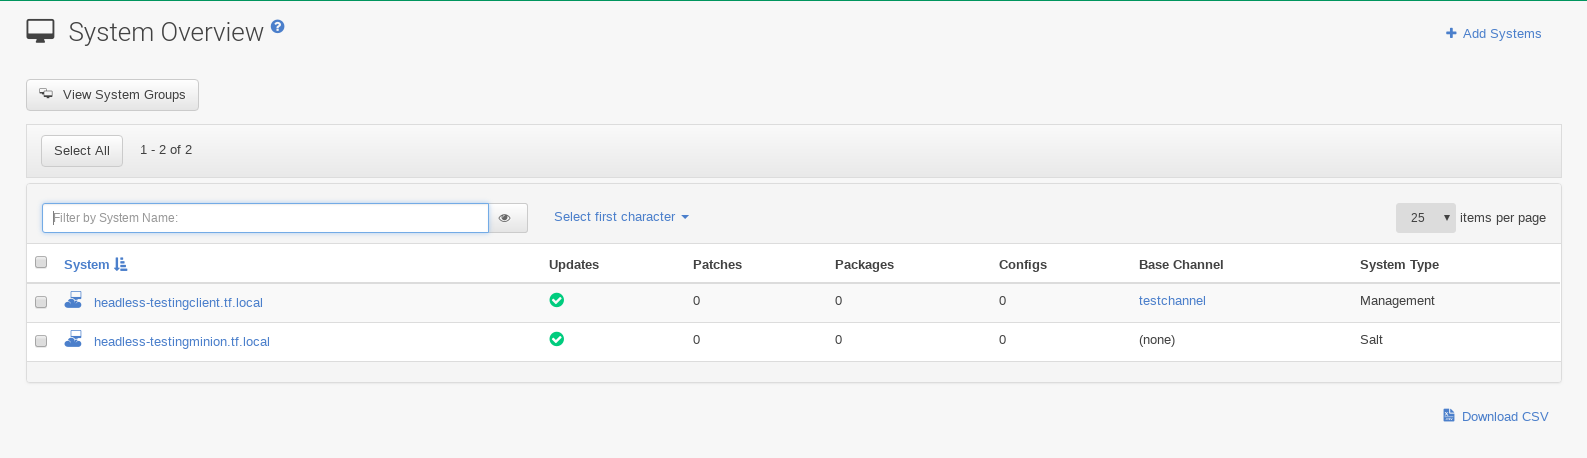 System Overview ?
Add Systems
View System Groups
Select All 1 - 2 of 2
Filter by System Name: Select first character 25 items per page
System Updates Patches Packages Configs Base Channel System Type
headless-testingclient.tf.local 0 0 0 testchannel Management
headless-testingminion.tf.local 0 0 0 (none) Salt
Download CSV